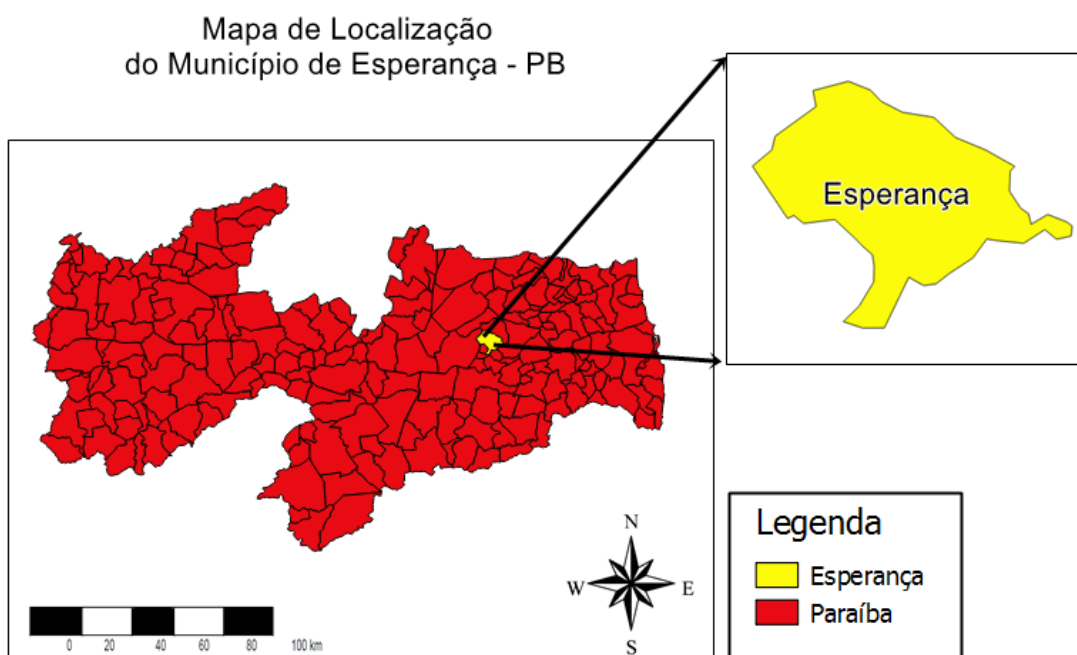 Mapa de Localização
do Município de Esperança - PB
Esperança
N
W E
S
0 20 40 60 80 100 km
Legenda
Esperança
Paraíba